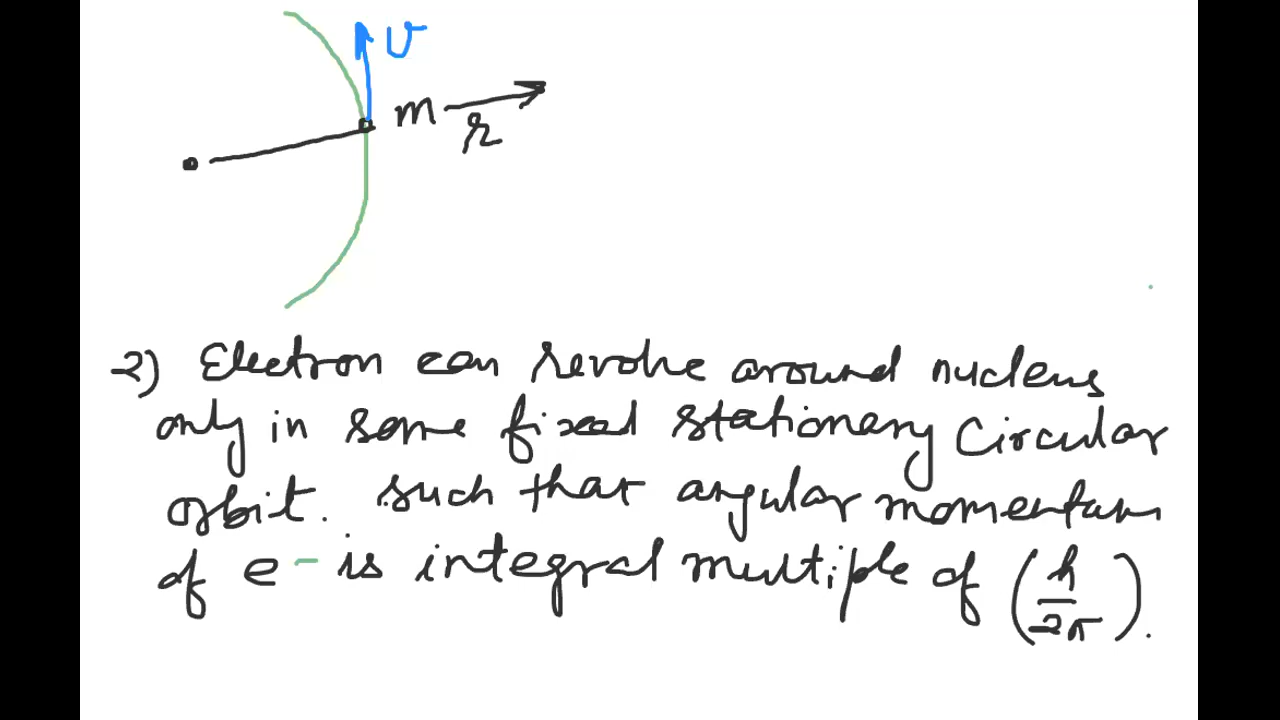 v
m
r
2) Electron can revolve around nucleus
only in some fixed stationary Circular
orbit. such that angular momentum
of e - is integral multiple of (h/2π).